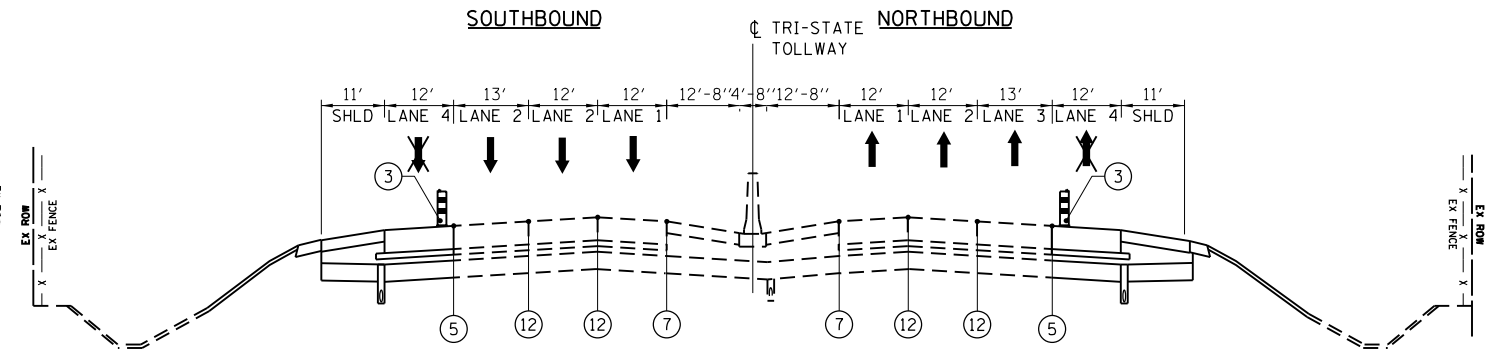 SOUTHBOUND
NORTHBOUND
℄ TRI-STATE
TOLLWAY
11' 12' 13' 12' 12' 12'-8" 4'-8" 12'-8" 12' 12' 13' 12' 11'
SHLD LANE 4 LANE 2 LANE 2 LANE 1 LANE 1 LANE 2 LANE 3 LANE 4 SHLD
3 3
EX ROW
X EX FENCE X X
X EX FENCE X X
EX ROW
5 12 12 7 7 12 12 5